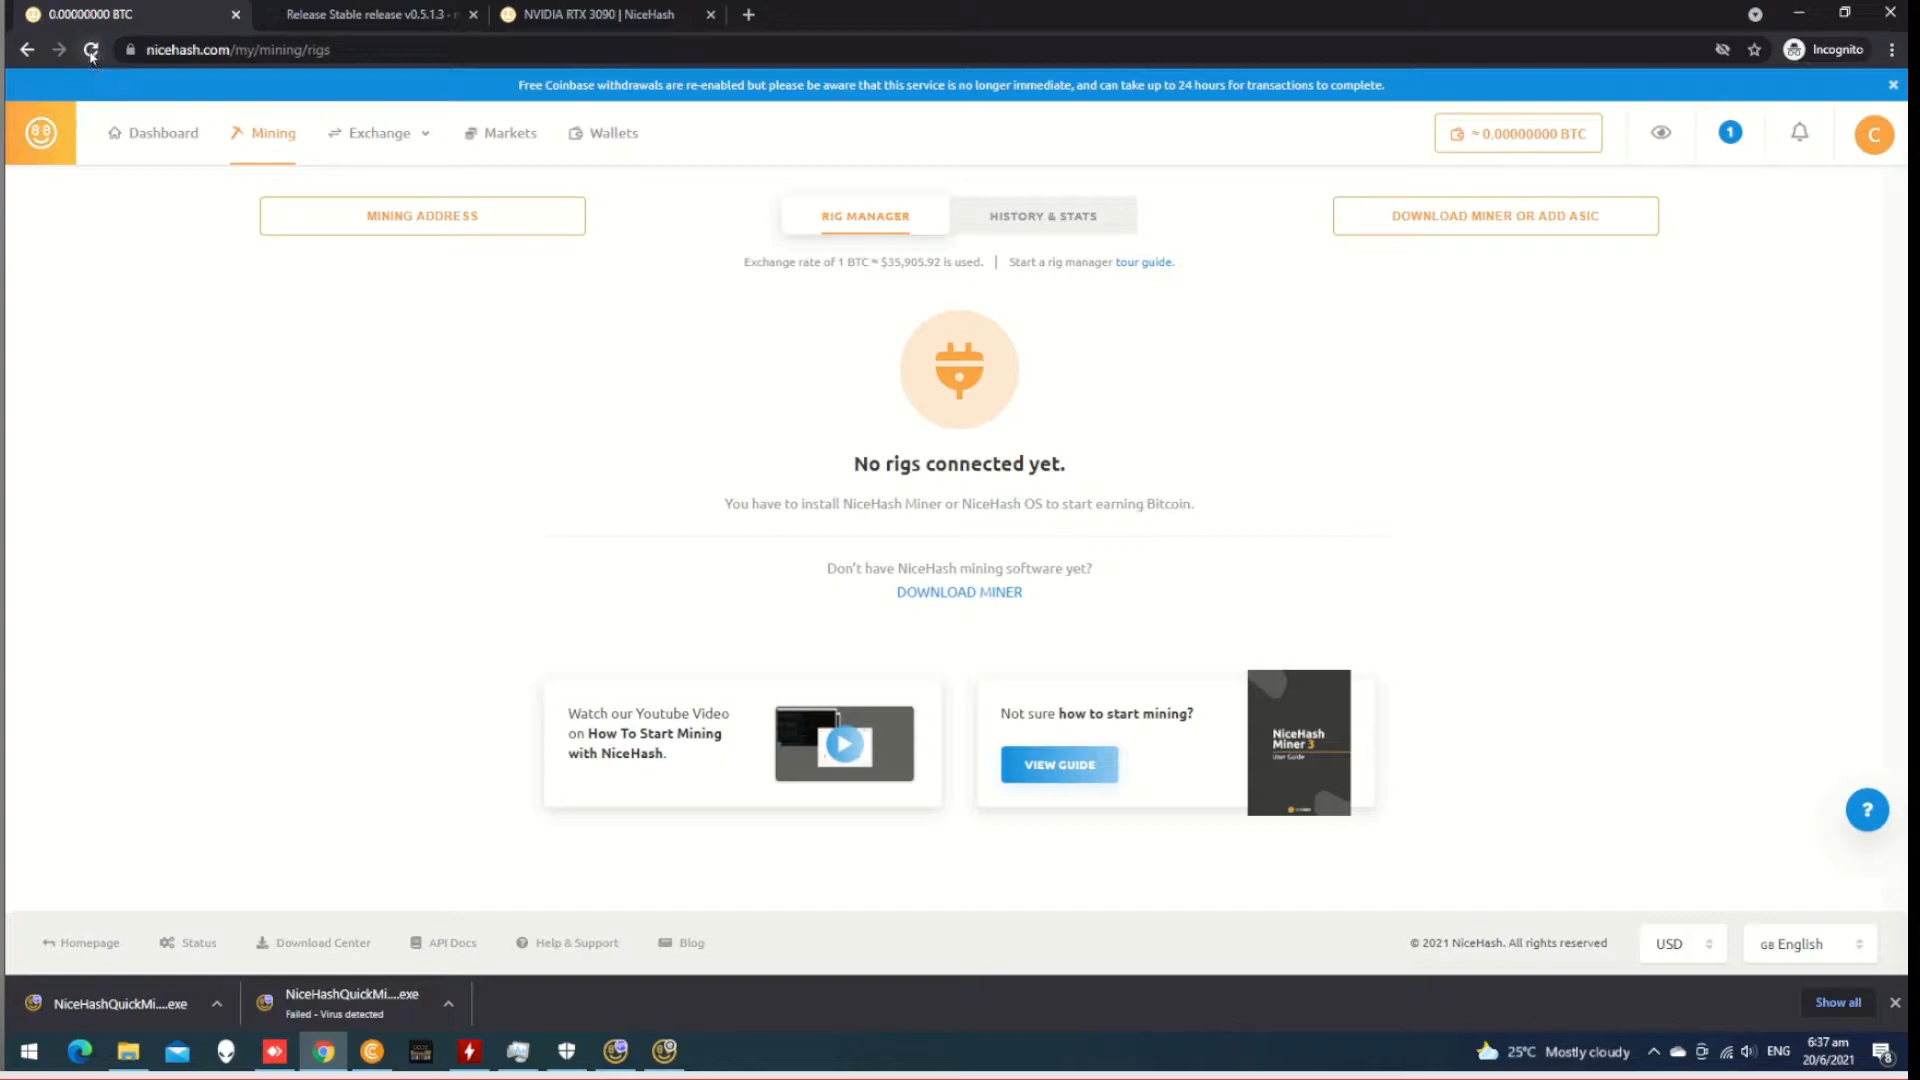 0.00000000 BTC
Release Stable release v0.5.1.3 -
NVIDIA RTX 3090 | NiceHash
nicehash.com/my/mining/rigs
Incognito
Free Coinbase withdrawals are re-enabled but please be aware that this service is no longer immediate, and can take up to 24 hours for transactions to complete.
Dashboard
Mining
Exchange
Markets
Wallets
≈ 0.00000000 BTC
1
C
MINING ADDRESS
RIG MANAGER
HISTORY & STATS
DOWNLOAD MINER OR ADD ASIC
Exchange rate of 1 BTC ≈ $35,905.92 is used. | Start a rig manager tour guide.
No rigs connected yet.
You have to install NiceHash Miner or NiceHash OS to start earning Bitcoin.
Don't have NiceHash mining software yet?
DOWNLOAD MINER
Watch our Youtube Video
on How To Start Mining
with NiceHash.
Not sure how to start mining?
VIEW GUIDE
NiceHash
Miner 3
User Guide
?
Homepage
Status
Download Center
API Docs
Help & Support
Blog
© 2021 NiceHash. All rights reserved
USD
GB English
NiceHashQuickMi....exe
NiceHashQuickMi....exe
Failed - Virus detected
Show all
25°C Mostly cloudy
ENG
6:37 am
20/6/2021
8